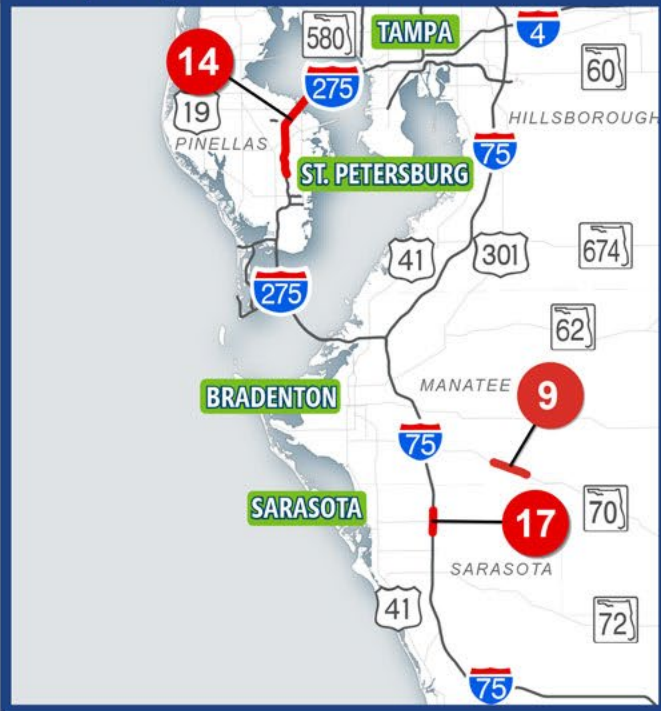 580
TAMPA
4
14
275
60
19
HILLSBOROUGH
PINELLAS
75
ST. PETERSBURG
41
301
674
275
62
MANATEE
9
BRADENTON
75
SARASOTA
70
17
SARASOTA
41
72
75